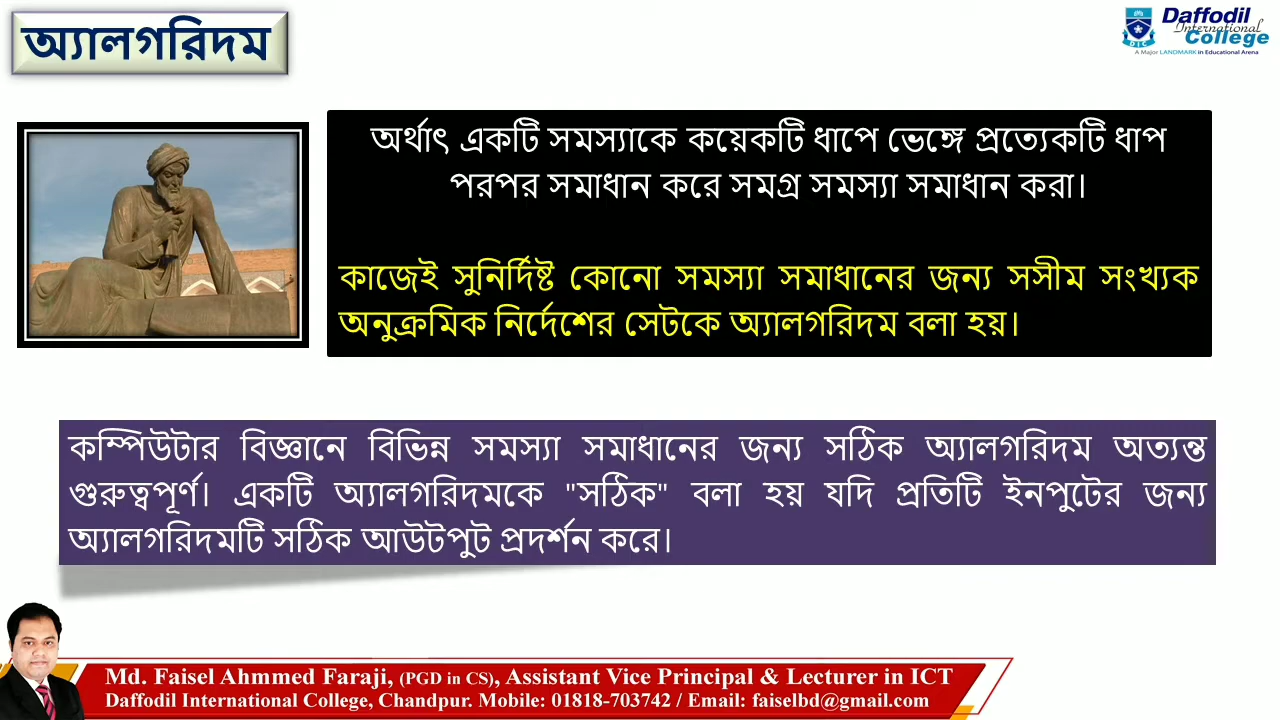 অ্যালগরিদম
Daffodil
International
College
DIC
A Major LANDMARK in Educational Arena
অর্থাৎ একটি সমস্যাকে কয়েকটি ধাপে ভেঙ্গে প্রত্যেকটি ধাপ
পরপর সমাধান করে সমগ্র সমস্যা সমাধান করা।
কাজেই সুনির্দিষ্ট কোনো সমস্যা সমাধানের জন্য সসীম সংখ্যক
অনুক্রমিক নির্দেশের সেটকে অ্যালগরিদম বলা হয়।
কম্পিউটার বিজ্ঞানে বিভিন্ন সমস্যা সমাধানের জন্য সঠিক অ্যালগরিদম অত্যন্ত
গুরুত্বপূর্ণ। একটি অ্যালগরিদমকে "সঠিক" বলা হয় যদি প্রতিটি ইনপুটের জন্য
অ্যালগরিদমটি সঠিক আউটপুট প্রদর্শন করে।
Md. Faisel Ahmmed Faraji, (PGD in CS), Assistant Vice Principal & Lecturer in ICT
Daffodil International College, Chandpur. Mobile: 01818-703742 / Email: faiselbd@gmail.com